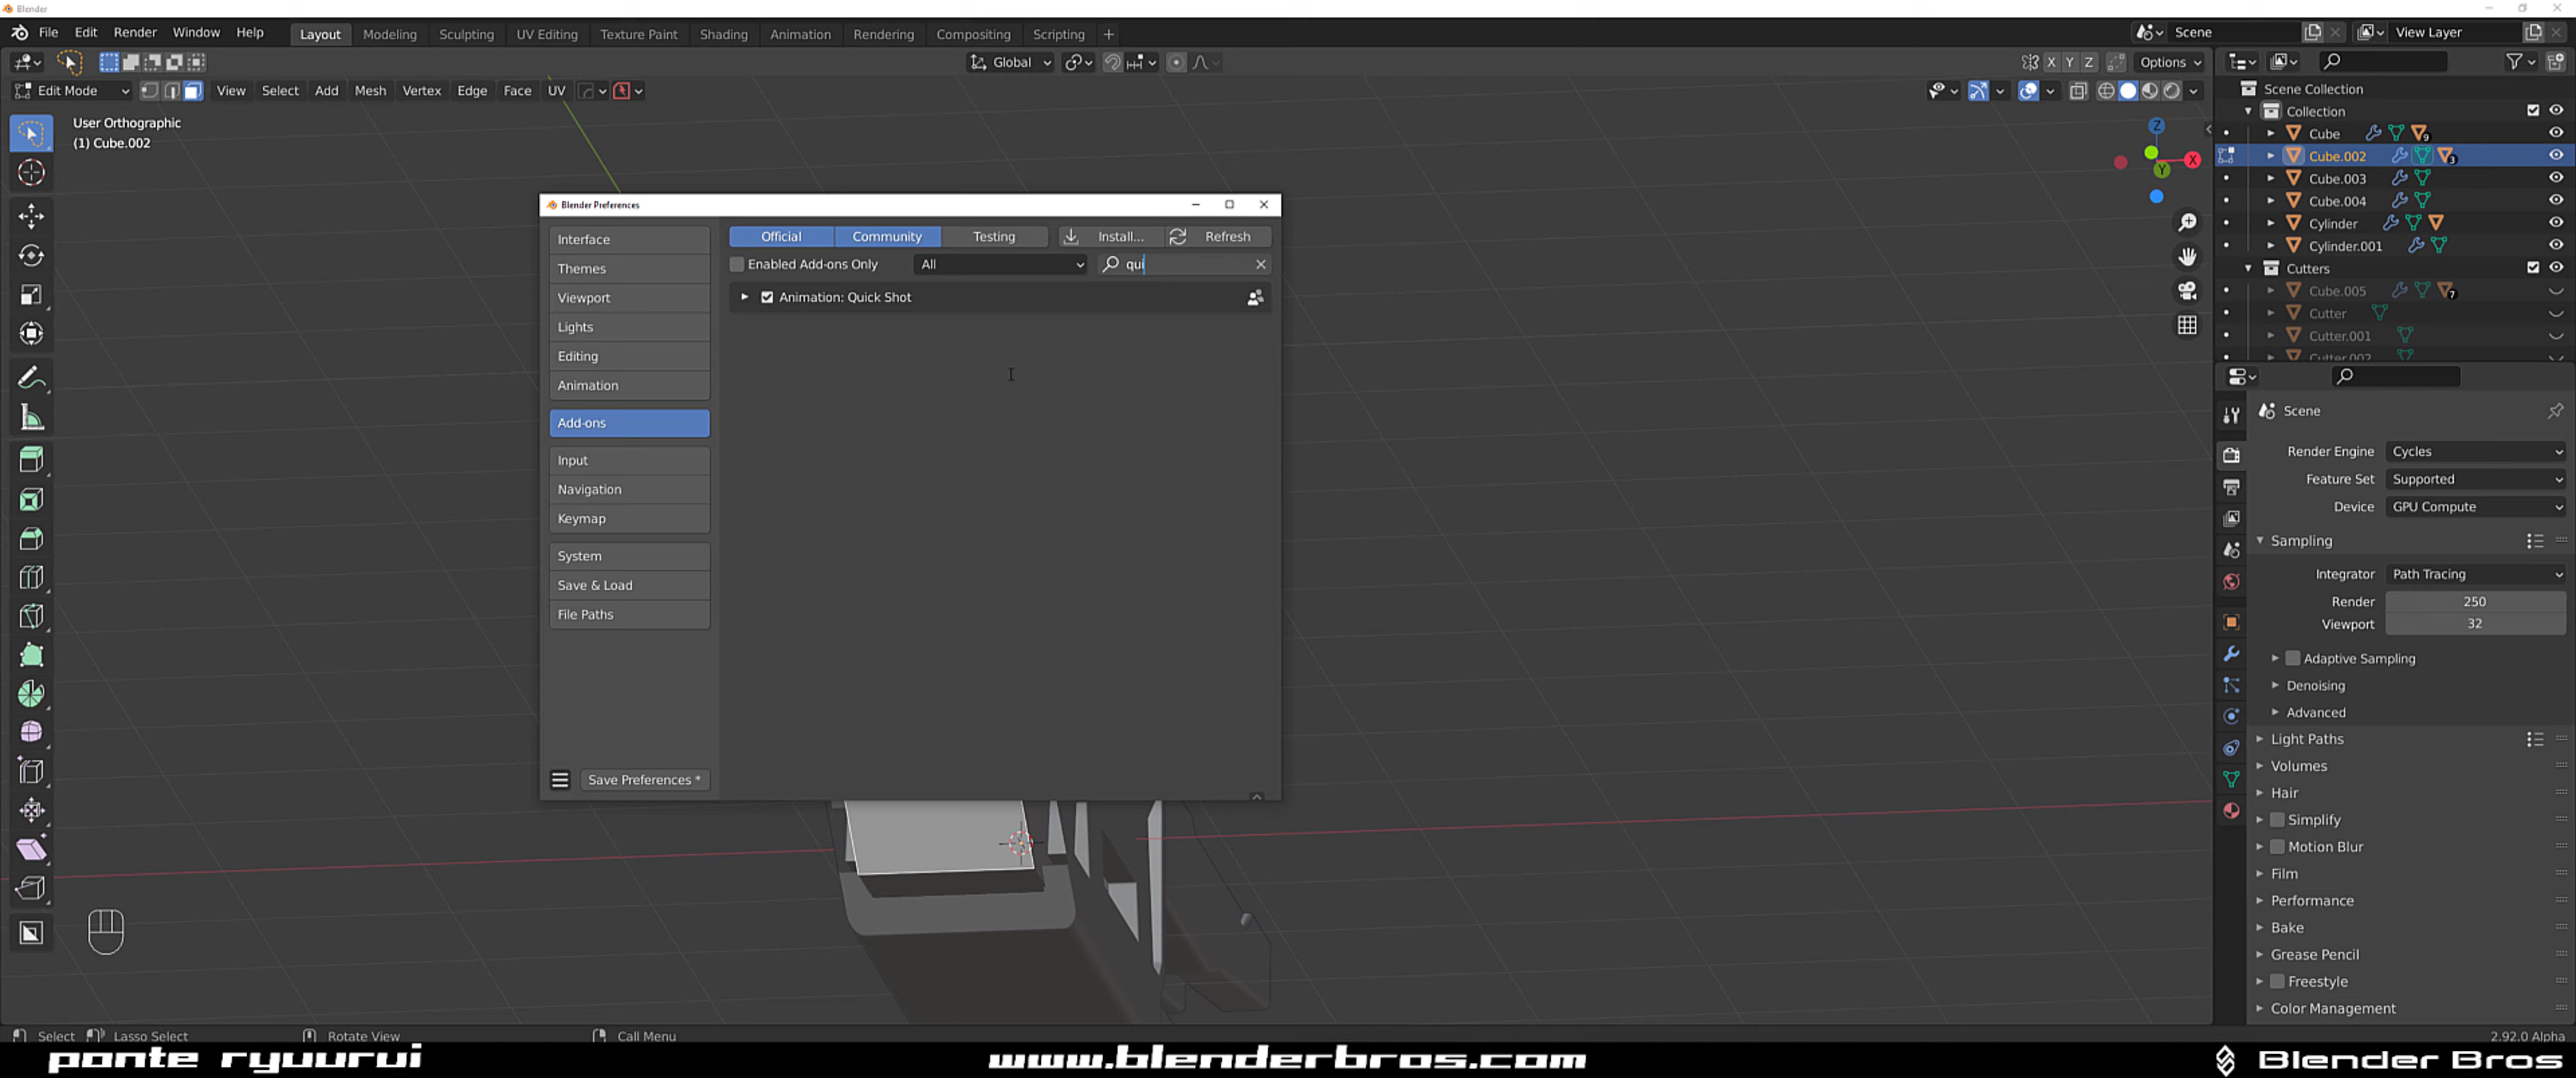 Blender
File Edit Render Window Help Layout Modeling Sculpting UV Editing Texture Paint Shading Animation Rendering Compositing Scripting + Scene View Layer
Global X Y Z Options
Edit Mode View Select Add Mesh Vertex Edge Face UV
User Orthographic
(1) Cube.002
Z
X
Y
Scene Collection
Collection
Cube 9
Cube.002 3
Cube.003
Cube.004
Cylinder
Cylinder.001
Cutters
Cube.005 7
Cutter
Cutter.001
Cutter.002
Blender Preferences
Interface
Themes
Viewport
Lights
Editing
Animation
Add-ons
Input
Navigation
Keymap
System
Save & Load
File Paths
Save Preferences *
Official Community Testing Install... Refresh
Enabled Add-ons Only All qui
Animation: Quick Shot
Scene
Render Engine Cycles
Feature Set Supported
Device GPU Compute
Sampling
Integrator Path Tracing
Render 250
Viewport 32
Adaptive Sampling
Denoising
Advanced
Light Paths
Volumes
Hair
Simplify
Motion Blur
Film
Performance
Bake
Grease Pencil
Freestyle
Color Management
Select Lasso Select Rotate View Call Menu 2.92.0 Alpha
ponte ryuurui www.blenderbros.com Blender Bros